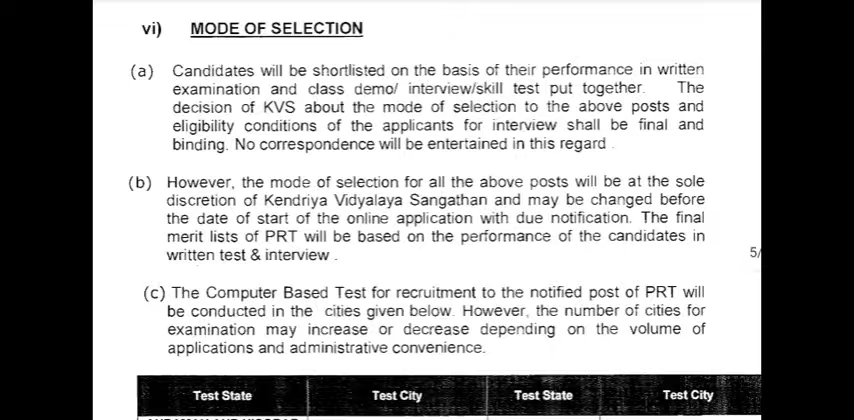 vi) MODE OF SELECTION
(a) Candidates will be shortlisted on the basis of their performance in written
examination and class demo/ interview/skill test put together. The
decision of KVS about the mode of selection to the above posts and
eligibility conditions of the applicants for interview shall be final and
binding. No correspondence will be entertained in this regard .
(b) However, the mode of selection for all the above posts will be at the sole
discretion of Kendriya Vidyalaya Sangathan and may be changed before
the date of start of the online application with due notification. The final
merit lists of PRT will be based on the performance of the candidates in
written test & interview .
5/
(c) The Computer Based Test for recruitment to the notified post of PRT will
be conducted in the cities given below. However, the number of cities for
examination may increase or decrease depending on the volume of
applications and administrative convenience.
Test State Test City Test State Test City